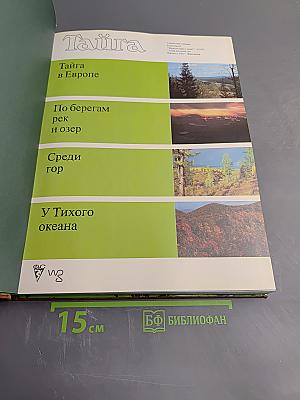 Тайга
Тайга
в Европе
По берегам
рек
и озер
Среди
гор
У Тихого
океана
15 см
БФ БИБЛИОФАН